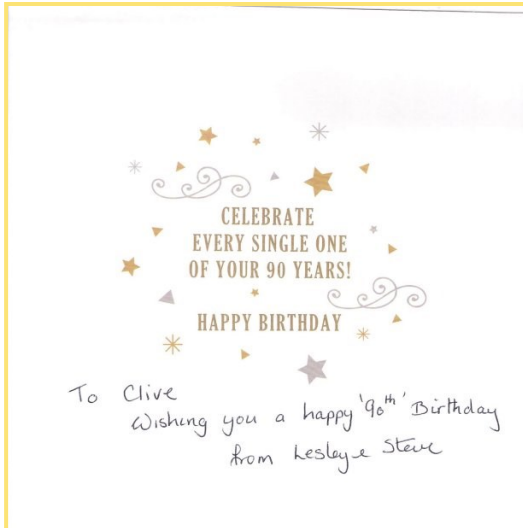 CELEBRATE
EVERY SINGLE ONE
OF YOUR 90 YEARS!
HAPPY BIRTHDAY
To Clive
Wishing you a happy '90th' Birthday
from Lesley & Steve